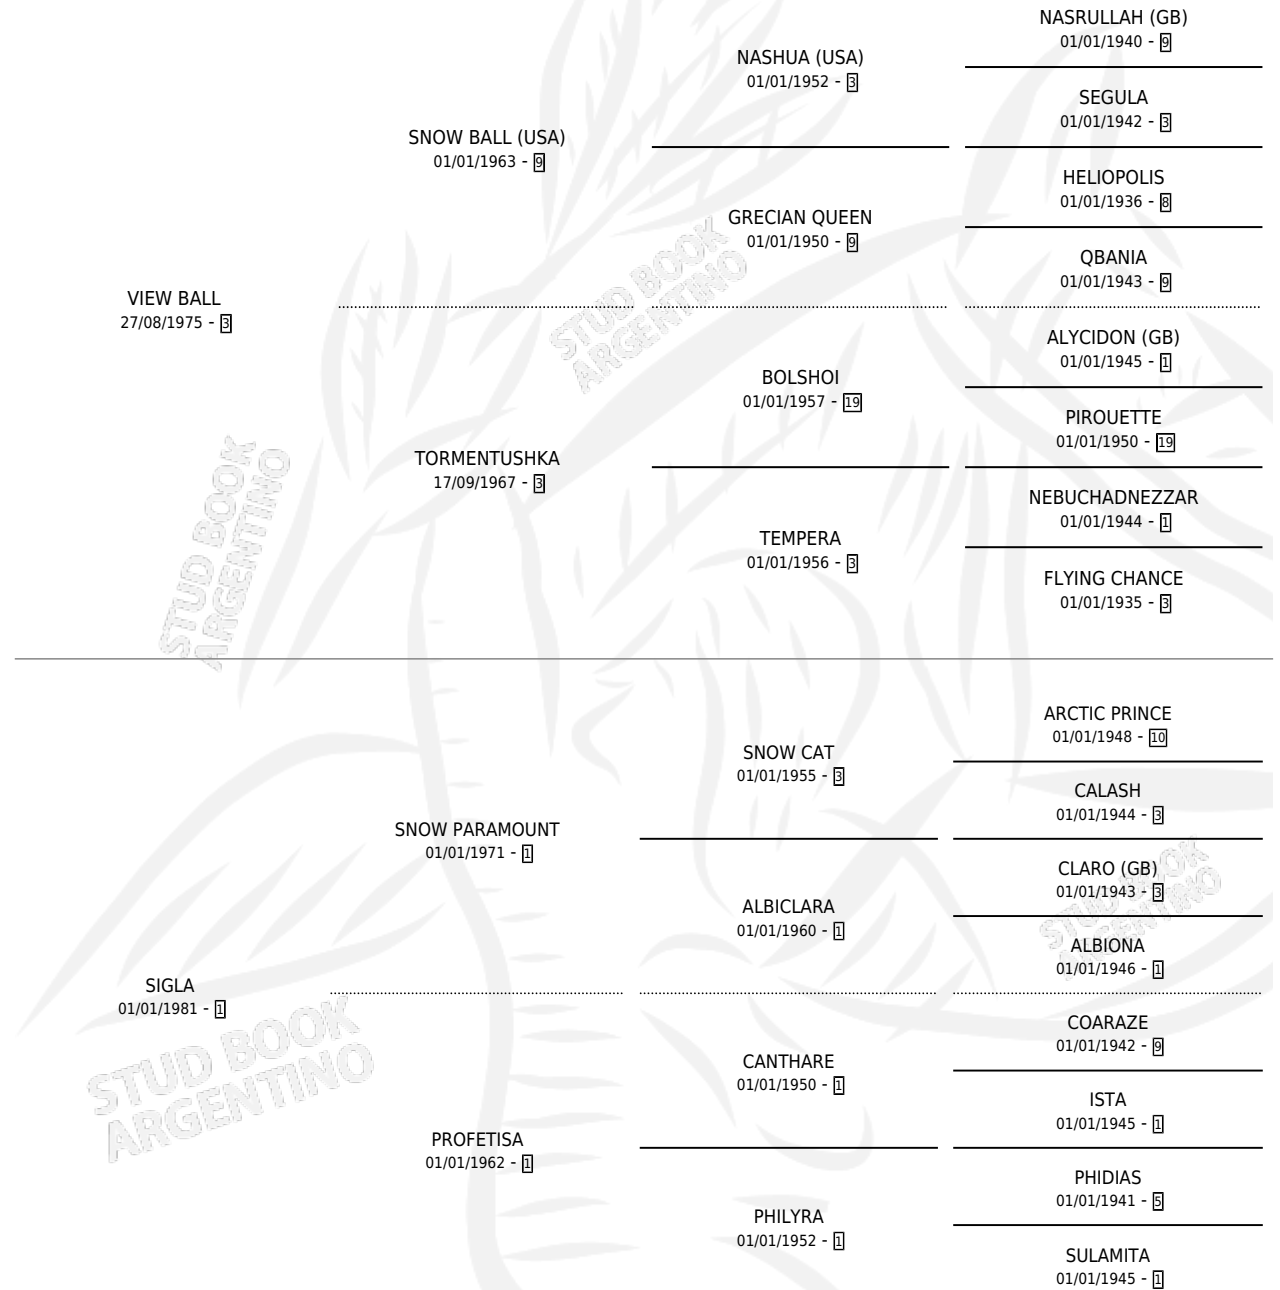 NASRULLAH (GB)
01/01/1940 - 9
NASHUA (USA)
01/01/1952 - 3
SEGULA
01/01/1942 - 3
SNOW BALL (USA)
01/01/1963 - 9
HELIOPOLIS
01/01/1936 - 8
GRECIAN QUEEN
01/01/1950 - 9
QBANIA
01/01/1943 - 9
VIEW BALL
27/08/1975 - 3
ALYCIDON (GB)
01/01/1945 - 1
BOLSHOI
01/01/1957 - 19
PIROUETTE
01/01/1950 - 19
TORMENTUSHKA
17/09/1967 - 3
NEBUCHADNEZZAR
01/01/1944 - 1
TEMPERA
01/01/1956 - 3
FLYING CHANCE
01/01/1935 - 3
STUD BOOK
ARGENTINO
STUD BOOK
ARGENTINO
ARCTIC PRINCE
01/01/1948 - 10
SNOW CAT
01/01/1955 - 3
CALASH
01/01/1944 - 3
SNOW PARAMOUNT
01/01/1971 - 1
CLARO (GB)
01/01/1943 - 3
ALBICLARA
01/01/1960 - 1
ALBIONA
01/01/1946 - 1
SIGLA
01/01/1981 - 1
COARAZE
01/01/1942 - 9
CANTHARE
01/01/1950 - 1
ISTA
01/01/1945 - 1
PROFETISA
01/01/1962 - 1
PHIDIAS
01/01/1941 - 5
PHILYRA
01/01/1952 - 1
SULAMITA
01/01/1945 - 1
STUD BOOK
ARGENTINO
STUD BOOK
ARGENTINO